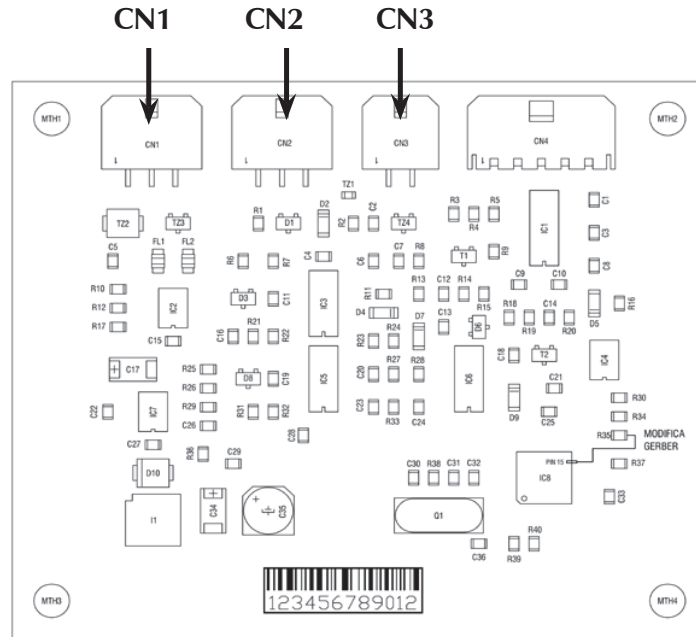 CN1 CN2 CN3
MTH1 MTH2
CN1 CN2 CN3 CN4
1 1 1
TZ1
TZ2 TZ3 R1 D1 D2 R2 C2 TZ4 R3 R4 R5 IC1 C1
C3
C5 FL1 FL2 R6 R7 C4 C6 C7 R8 T1 R9 C8
R10 C9 C10
R12 IC2 D3 C11 IC3 R11 R13 C12 R14 R15 D5 R16
R17 C16 R21 R22 D4 D7 C13 D6 R18 R19 C14 R20
C15 R23 R24
C17 R25 D8 C19 IC5 C20 R27 R28 IC6 C18 T2 IC4
R26 C21
C22 IC7 R29 R31 R32 C23 R33 C24 D9 C25 R30
C26 R34
C27 R36 C29 C28 R35 MODIFICA
GERBER
PIN 15
D10 C30 R38 C31 C32 IC8 R37
I1 C34 C35 Q1 C33
+ +
C36 R39 R40
MTH3 123456789012 MTH4